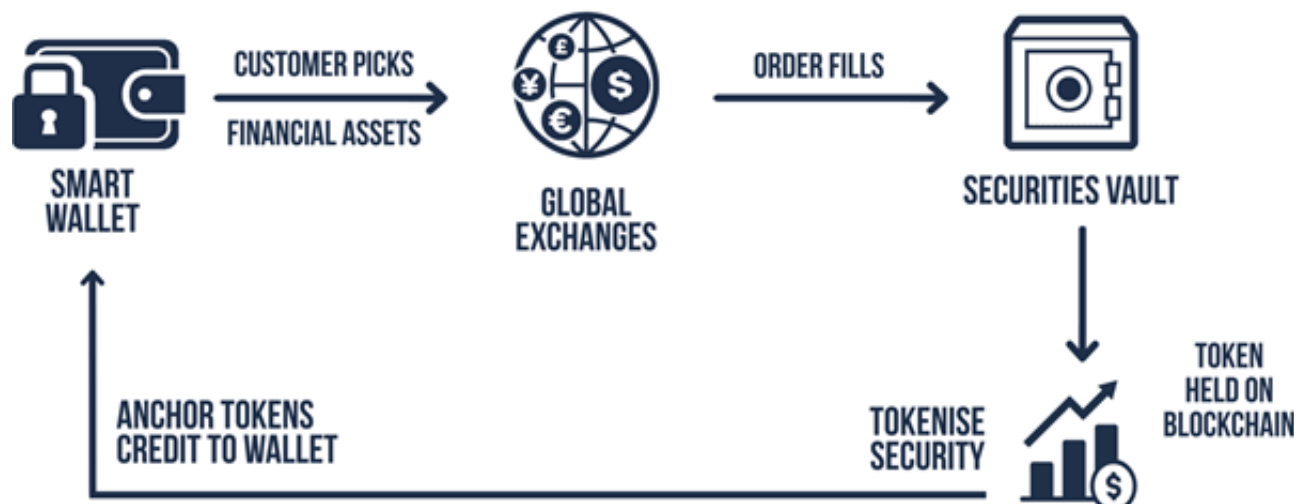 CUSTOMER PICKS
FINANCIAL ASSETS
ORDER FILLS
SMART
WALLET
GLOBAL
EXCHANGES
SECURITIES VAULT
£
¥
$
€
TOKEN
HELD ON
BLOCKCHAIN
TOKENISE
SECURITY
$
ANCHOR TOKENS
CREDIT TO WALLET